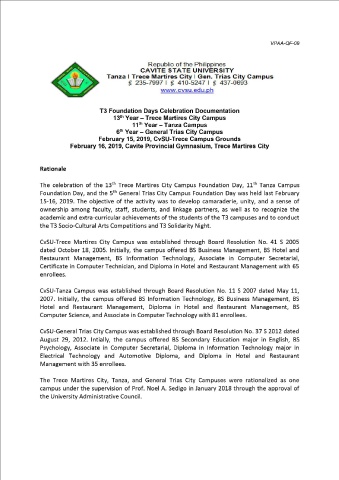 VPAA-QF-09
Republic of the Philippines
CAVITE STATE UNIVERSITY
Tanza I Trece Martires City I Gen. Trias City Campus
235-7997 I 410-5247 I 437-0693
www.cvsu.edu.ph
T3 Foundation Days Celebration Documentation
13th Year – Trece Martires City Campus
11th Year – Tanza Campus
6th Year – General Trias City Campus
February 15, 2019, CvSU-Trece Campus Grounds
February 16, 2019, Cavite Provincial Gymnasium, Trece Martires City
Rationale
The celebration of the 13th Trece Martires City Campus Foundation Day, 11th Tanza Campus
Foundation Day, and the 5th General Trias City Campus Foundation Day was held last February
15-16, 2019. The objective of the activity was to develop camaraderie, unity, and a sense of
ownership among faculty, staff, students, and linkage partners, as well as to recognize the
academic and extra-curricular achievements of the students of the T3 campuses and to conduct
the T3 Socio-Cultural Arts Competitions and T3 Solidarity Night.
CvSU-Trece Martires City Campus was established through Board Resolution No. 41 S 2005
dated October 18, 2005. Initially, the campus offered BS Business Management, BS Hotel and
Restaurant Management, BS Information Technology, Associate in Computer Secretarial,
Certificate in Computer Technician, and Diploma in Hotel and Restaurant Management with 65
enrollees.
CvSU-Tanza Campus was established through Board Resolution No. 11 S 2007 dated May 11,
2007. Initially, the campus offered BS Information Technology, BS Business Management, BS
Hotel and Restaurant Management, Diploma in Hotel and Restaurant Management, BS
Computer Science, and Associate in Computer Technology with 81 enrollees.
CvSU-General Trias City Campus was established through Board Resolution No. 37 S 2012 dated
August 29, 2012. Intially, the campus offered BS Secondary Education major in English, BS
Psychology, Associate in Computer Secretarial, Diploma in Information Technology major in
Electrical Technology and Automotive Diploma, and Diploma in Hotel and Restaurant
Management with 35 enrollees.
The Trece Martires City, Tanza, and General Trias City Campuses were rationalized as one
campus under the supervision of Prof. Noel A. Sedigo in January 2018 through the approval of
the University Administrative Council.